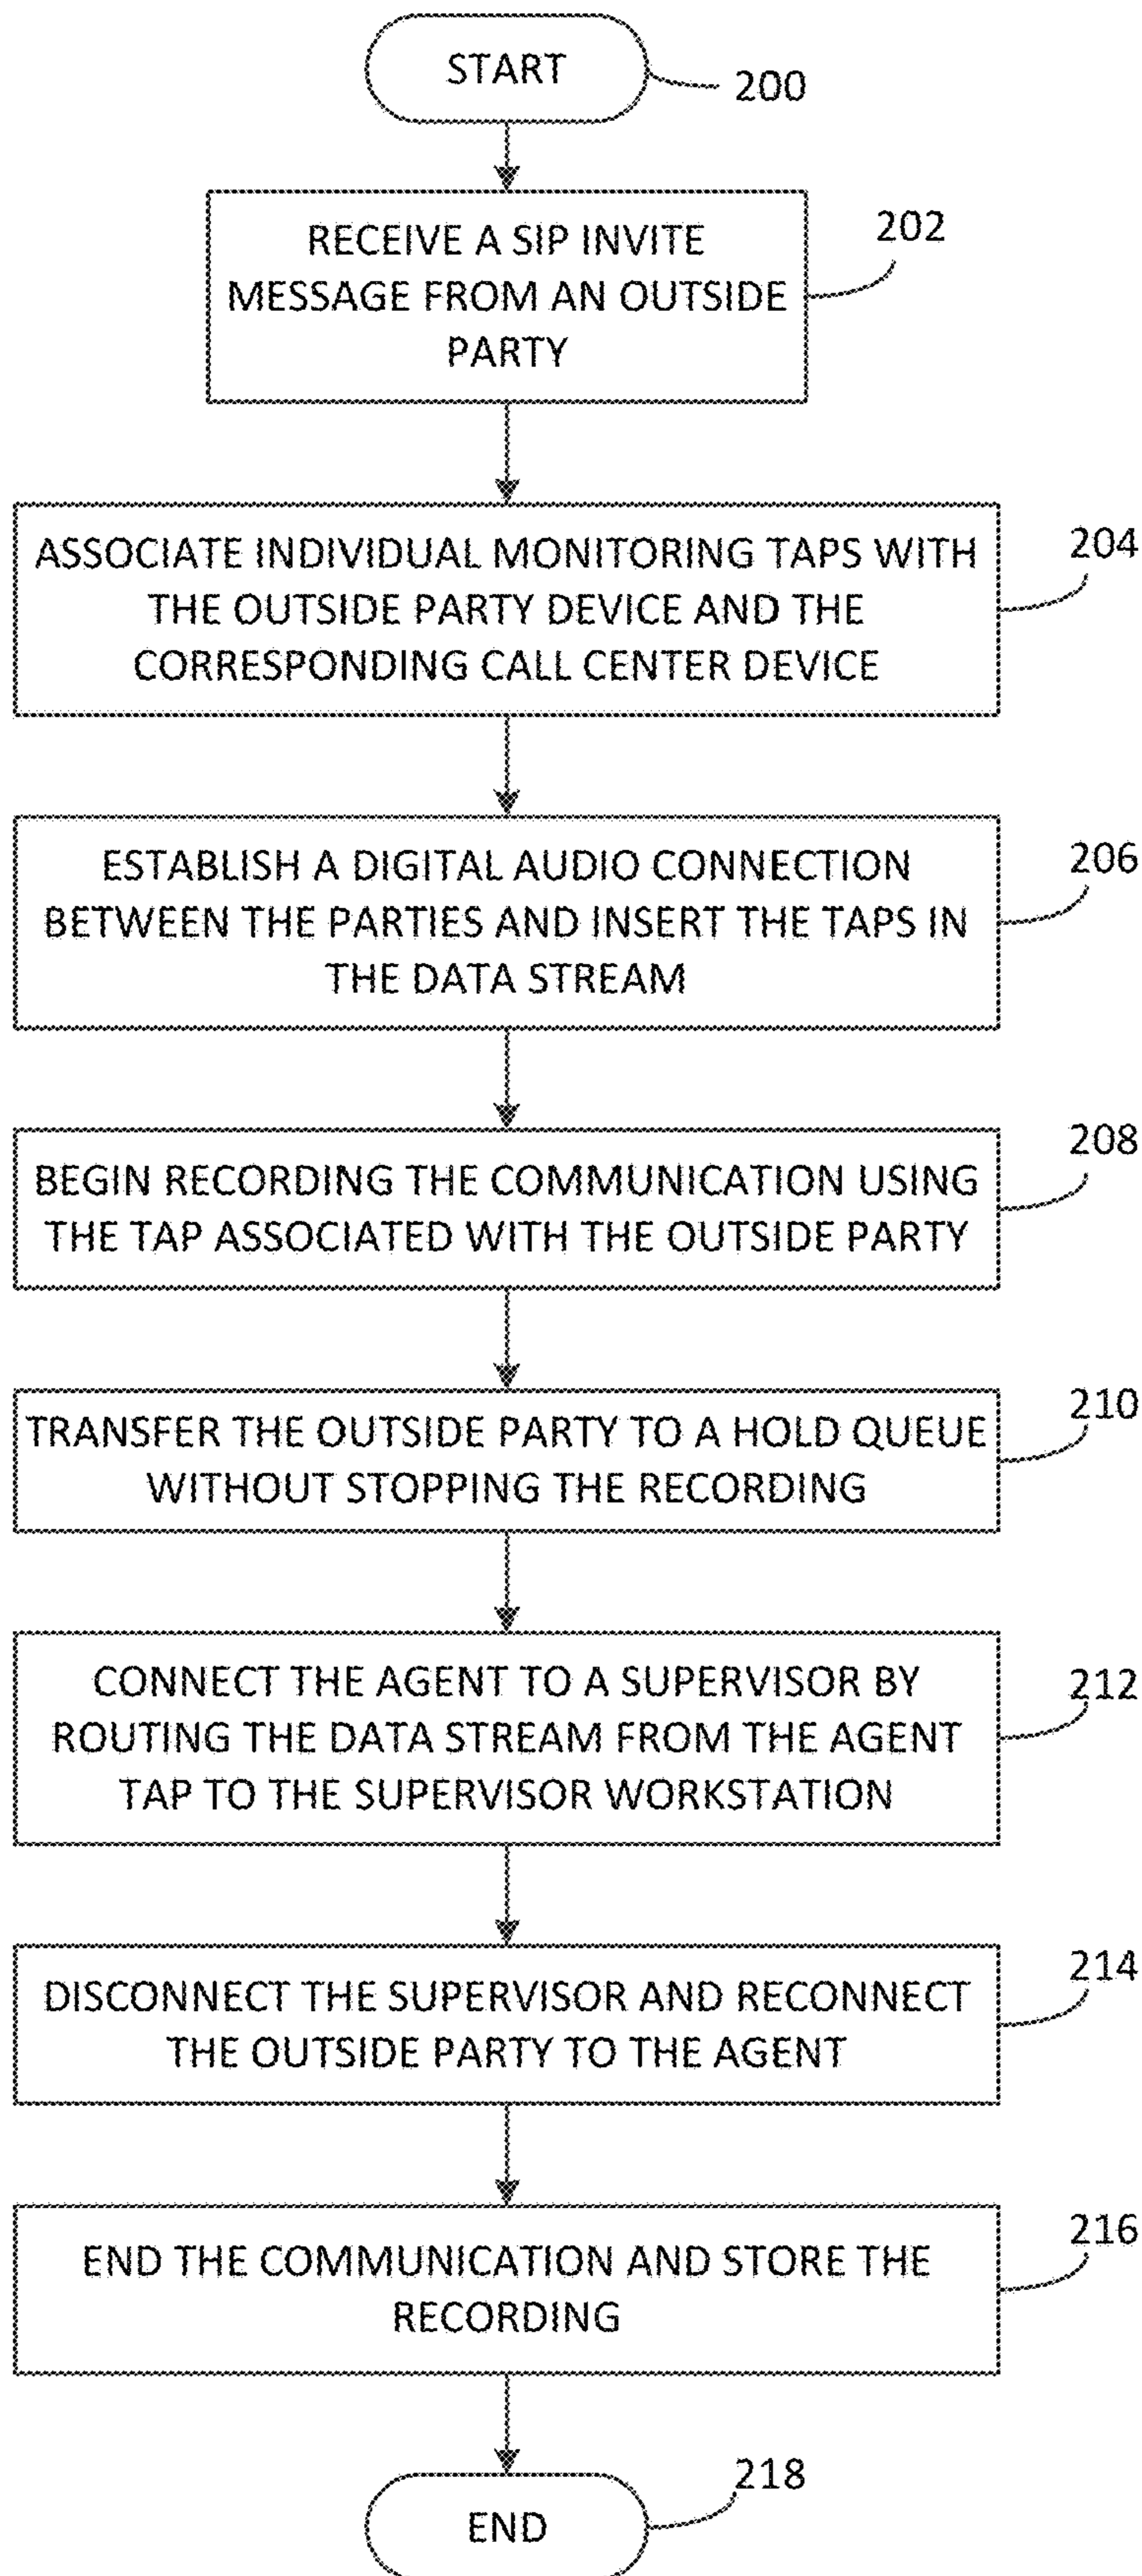 START
200
RECEIVE A SIP INVITE
MESSAGE FROM AN OUTSIDE
PARTY
202
ASSOCIATE INDIVIDUAL MONITORING TAPS WITH
THE OUTSIDE PARTY DEVICE AND THE
CORRESPONDING CALL CENTER DEVICE
204
ESTABLISH A DIGITAL AUDIO CONNECTION
BETWEEN THE PARTIES AND INSERT THE TAPS IN
THE DATA STREAM
206
BEGIN RECORDING THE COMMUNICATION USING
THE TAP ASSOCIATED WITH THE OUTSIDE PARTY
208
TRANSFER THE OUTSIDE PARTY TO A HOLD QUEUE
WITHOUT STOPPING THE RECORDING
210
CONNECT THE AGENT TO A SUPERVISOR BY
ROUTING THE DATA STREAM FROM THE AGENT
TAP TO THE SUPERVISOR WORKSTATION
212
DISCONNECT THE SUPERVISOR AND RECONNECT
THE OUTSIDE PARTY TO THE AGENT
214
END THE COMMUNICATION AND STORE THE
RECORDING
216
END
218